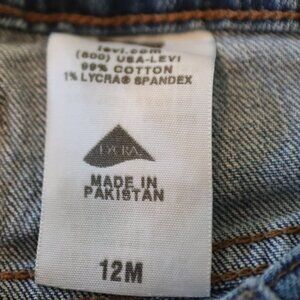 levi.com
(800) USA-LEVI
99% COTTON
1% LYCRA® SPANDEX
LYCRA
MADE IN
PAKISTAN
12M